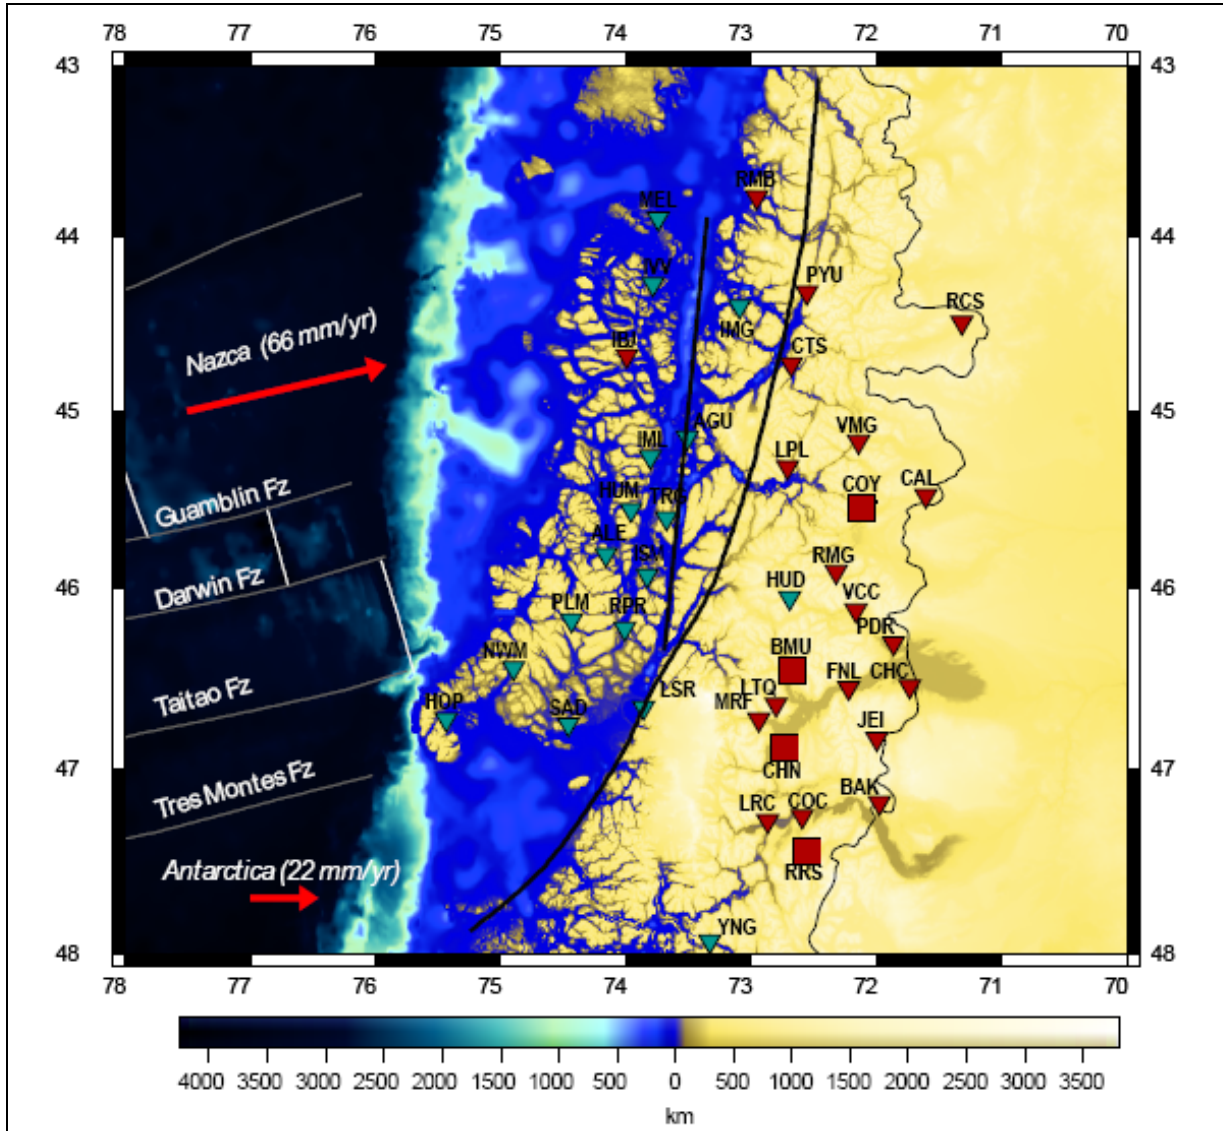 78 77 76 75 74 73 72 71 70
43 43
RMB
MEL
44 44
IVV
PYU
RCS
IMG
Nazca (66 mm/yr)
IBJ
CTS
45 45
AGU
VMG
IML
LPL
COY
CAL
Guamblin Fz
HUM
TRG
ALE
ISM
RMG
Darwin Fz
46 46
HUD
VCC
PLM
RPR
PDR
NWM
BMU
FNL
CHC
Taitao Fz
LTQ
LSR
HOP
SAD
MRF
JEI
47 47
CHN
Tres Montes Fz
BAK
LRC
COC
RRS
Antarctica (22 mm/yr)
YNG
48 48
78 77 76 75 74 73 72 71 70
4000 3500 3000 2500 2000 1500 1000 500 0 500 1000 1500 2000 2500 3000 3500
km